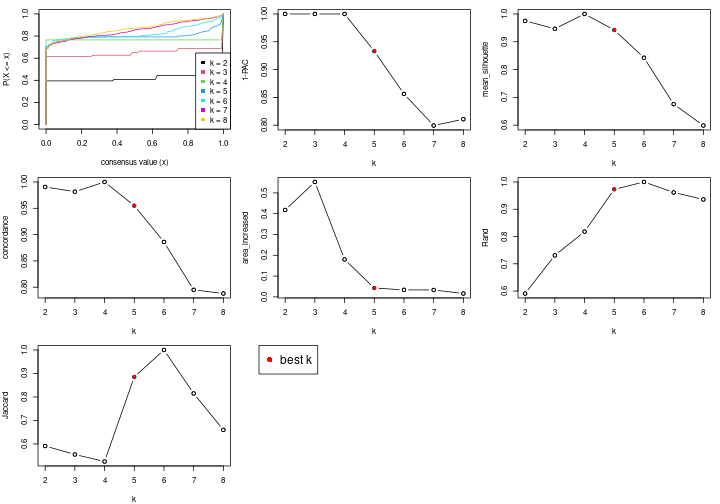 P(X <= x)
0.0 0.2 0.4 0.6 0.8 1.0
k = 2
k = 3
k = 4
k = 5
k = 6
k = 7
k = 8
0.0 0.2 0.4 0.6 0.8 1.0
consensus value (x)
1-PAC
0.80 0.85 0.90 0.95 1.00
2 3 4 5 6 7 8
k
mean_silhouette
0.6 0.7 0.8 0.9 1.0
2 3 4 5 6 7 8
k
concordance
0.80 0.85 0.90 0.95 1.00
2 3 4 5 6 7 8
k
area_increased
0.0 0.1 0.2 0.3 0.4 0.5
2 3 4 5 6 7 8
k
Rand
0.6 0.7 0.8 0.9 1.0
2 3 4 5 6 7 8
k
Jaccard
0.6 0.7 0.8 0.9 1.0
2 3 4 5 6 7 8
k
best k